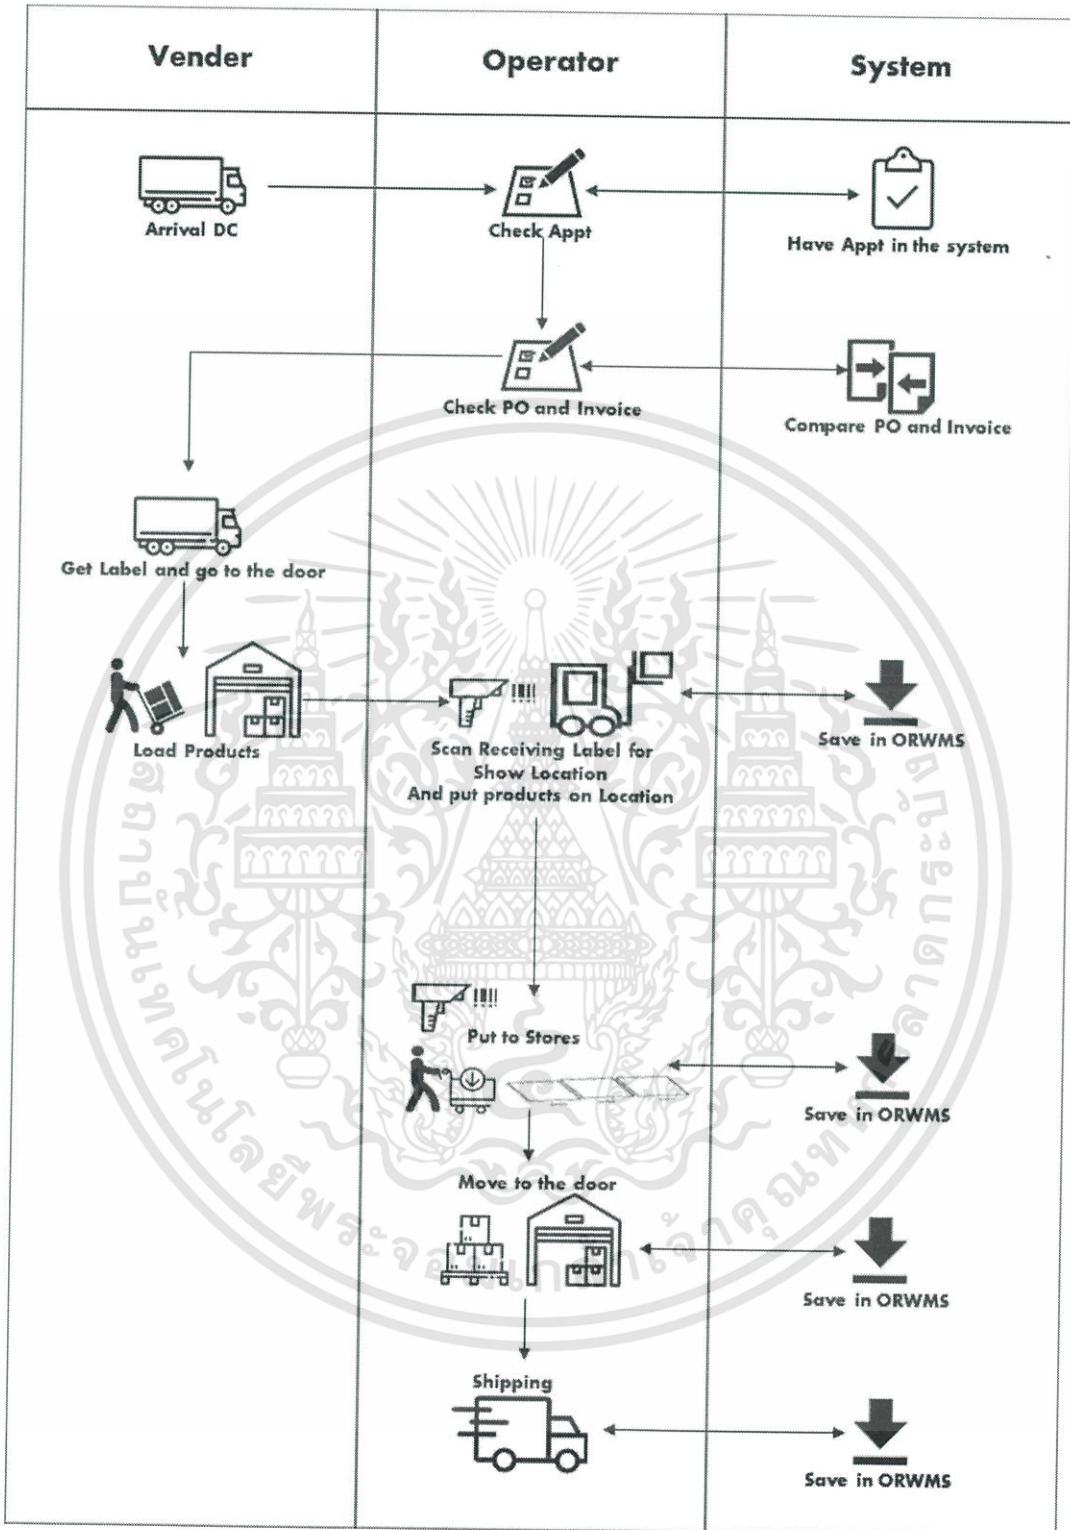 Vender
Operator
System
Arrival DC
Check Appt
Have Appt in the system
Check PO and Invoice
Compare PO and Invoice
Get Label and go to the door
Load Products
Scan Receiving Label for
Show Location
And put products on Location
Save in ORWMS
Put to Stores
Save in ORWMS
Move to the door
Save in ORWMS
Shipping
Save in ORWMS